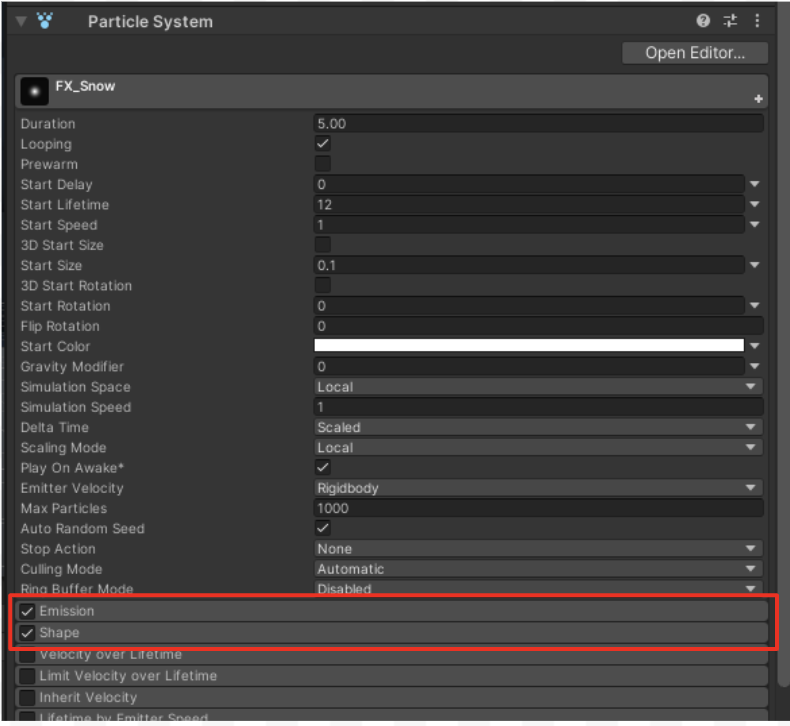 Particle System
Open Editor...
FX_Snow
Duration 5.00
Looping
Prewarm
Start Delay 0
Start Lifetime 12
Start Speed 1
3D Start Size
Start Size 0.1
3D Start Rotation
Start Rotation 0
Flip Rotation 0
Start Color
Gravity Modifier 0
Simulation Space Local
Simulation Speed 1
Delta Time Scaled
Scaling Mode Local
Play On Awake*
Emitter Velocity Rigidbody
Max Particles 1000
Auto Random Seed
Stop Action None
Culling Mode Automatic
Ring Buffer Mode Disabled
Emission
Shape
Velocity over Lifetime
Limit Velocity over Lifetime
Inherit Velocity
Lifetime by Emitter Speed